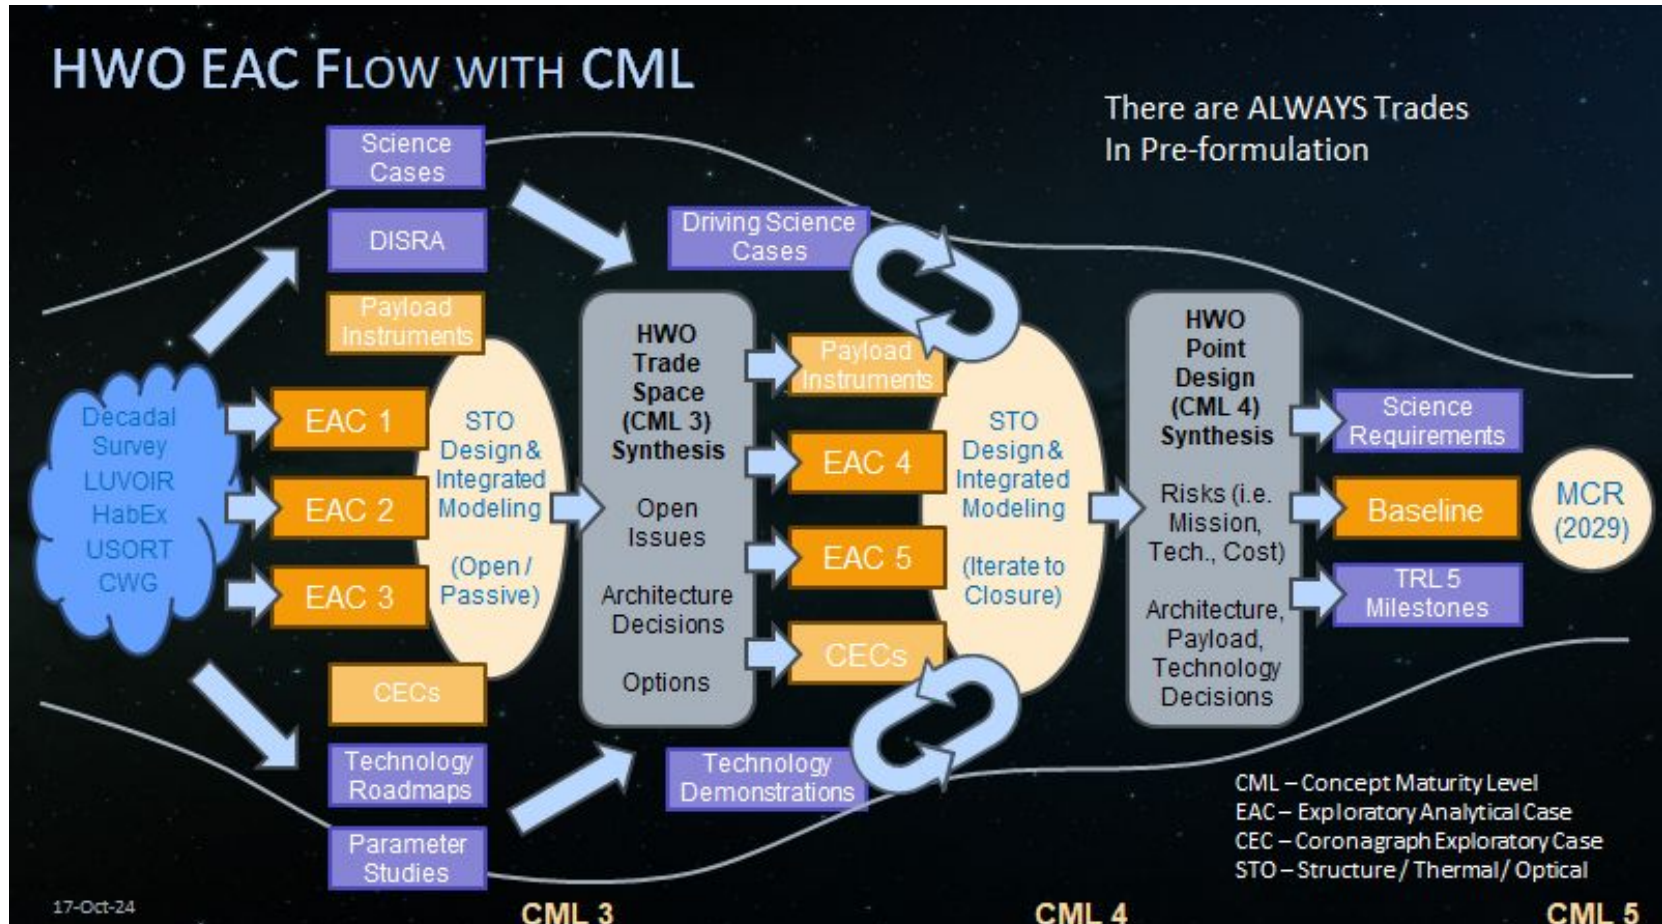 HWO EAC FLOW WITH CML
There are ALWAYS Trades
In Pre-formulation
Science
Cases
DISRA
Payload
Instruments
Decadal
Survey
LUVOIR
HabEx
USORT
CWG
EAC 1
EAC 2
EAC 3
STO
Design &
Integrated
Modeling
(Open /
Passive)
CECs
Technology
Roadmaps
Parameter
Studies
HWO
Trade
Space
(CML 3)
Synthesis
Open
Issues
Architecture
Decisions
Options
Driving Science
Cases
Payload
Instruments
EAC 4
EAC 5
CECs
Technology
Demonstrations
STO
Design &
Integrated
Modeling
(Iterate to
Closure)
HWO
Point
Design
(CML 4)
Synthesis
Risks (i.e.
Mission,
Tech., Cost)
Architecture,
Payload,
Technology
Decisions
Science
Requirements
Baseline
TRL 5
Milestones
MCR
(2029)
CML – Concept Maturity Level
EAC – Exploratory Analytical Case
CEC – Coronagraph Exploratory Case
STO – Structure / Thermal / Optical
17-Oct-24
CML 3
CML 4
CML 5